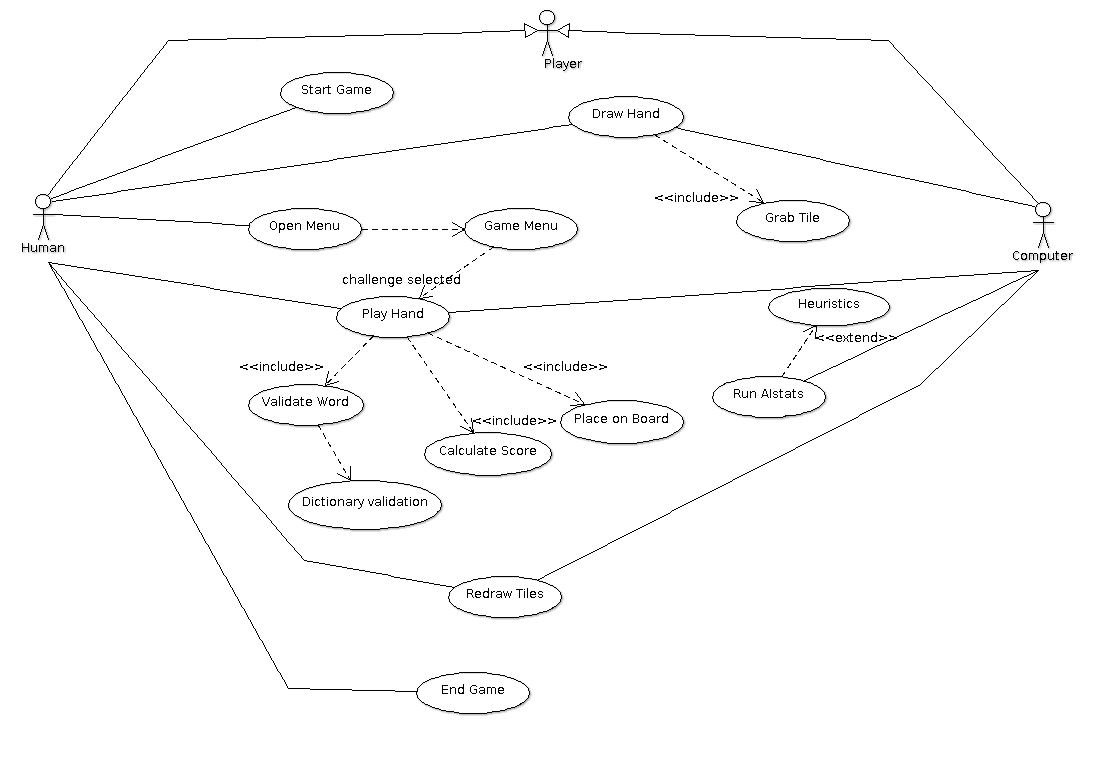 Player
Start Game
Draw Hand
<<include>>
Grab Tile
Human
Open Menu
Game Menu
Computer
challenge selected
Play Hand
Heuristics
<<extend>>
<<include>>
<<include>>
Run AIstats
Validate Word
<<include>>
Place on Board
Calculate Score
Dictionary validation
Redraw Tiles
End Game